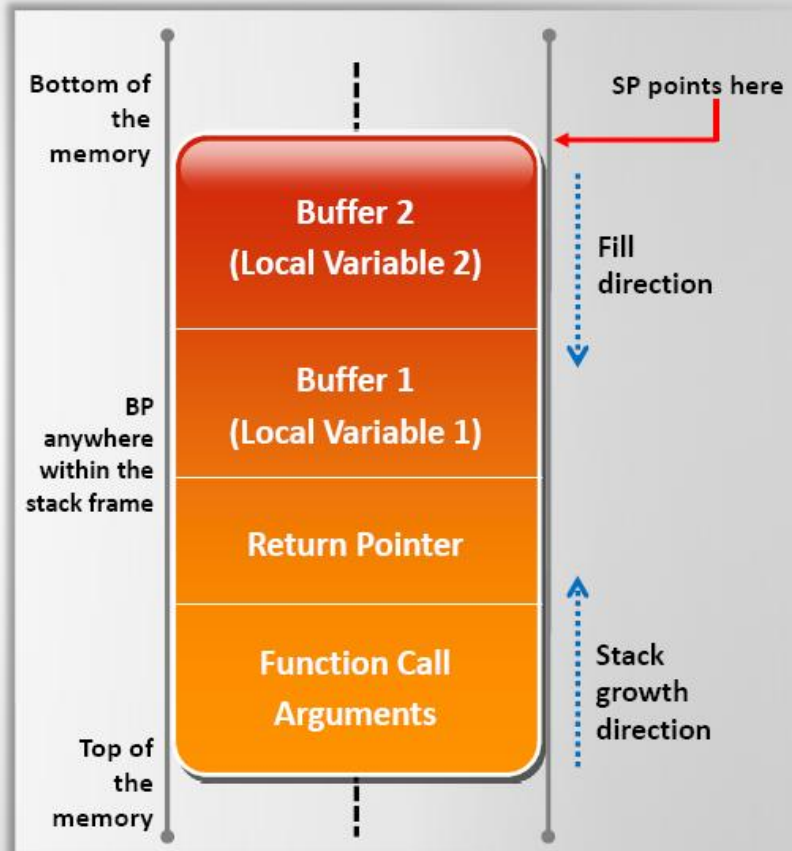 Bottom of
the
memory
SP points here
Buffer 2
(Local Variable 2)
Fill
direction
Buffer 1
(Local Variable 1)
BP
anywhere
within the
stack frame
Return Pointer
Function Call
Arguments
Stack
growth
direction
Top of
the
memory